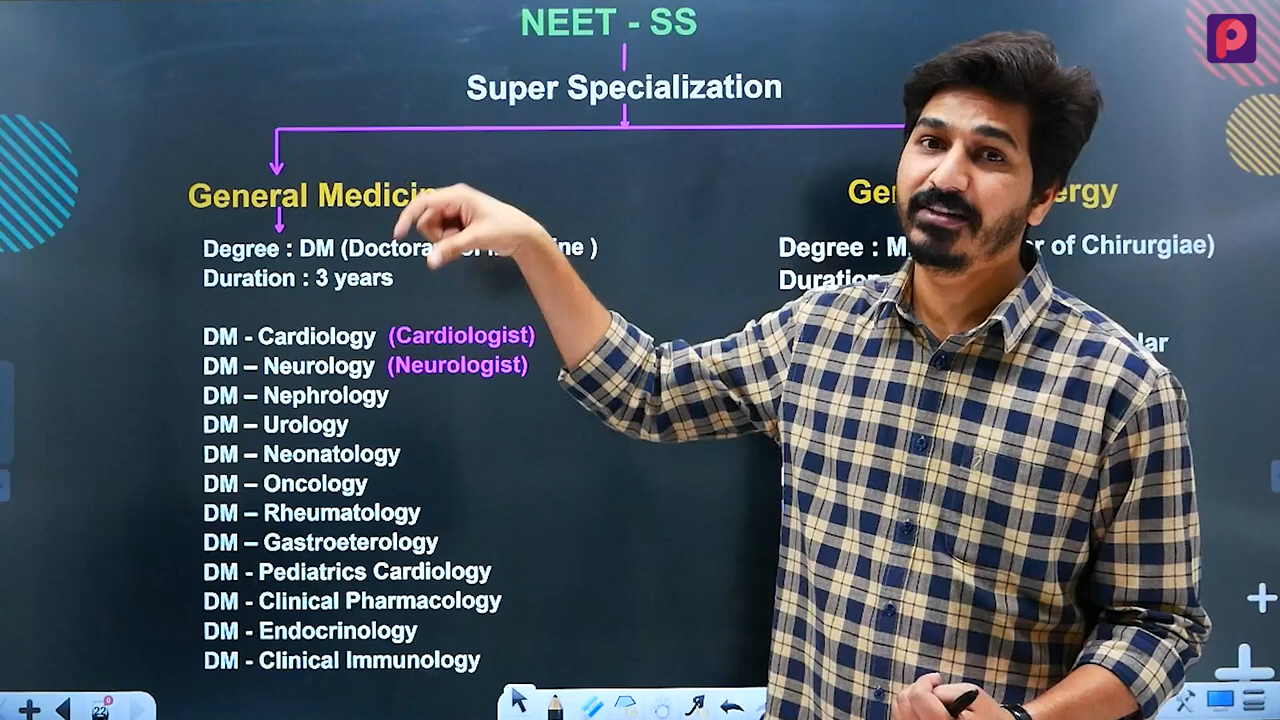 NEET - SS
Super Specialization
General Medicin
Ge ergy
Degree : DM (Doctora ine )
Duration : 3 years
Degree : M r of Chirurgiae)
Duration
DM - Cardiology (Cardiologist)
DM – Neurology (Neurologist)
DM – Nephrology
DM – Urology
DM – Neonatology
DM – Oncology
DM – Rheumatology
DM – Gastroeterology
DM - Pediatrics Cardiology
DM - Clinical Pharmacology
DM - Endocrinology
DM - Clinical Immunology
lar